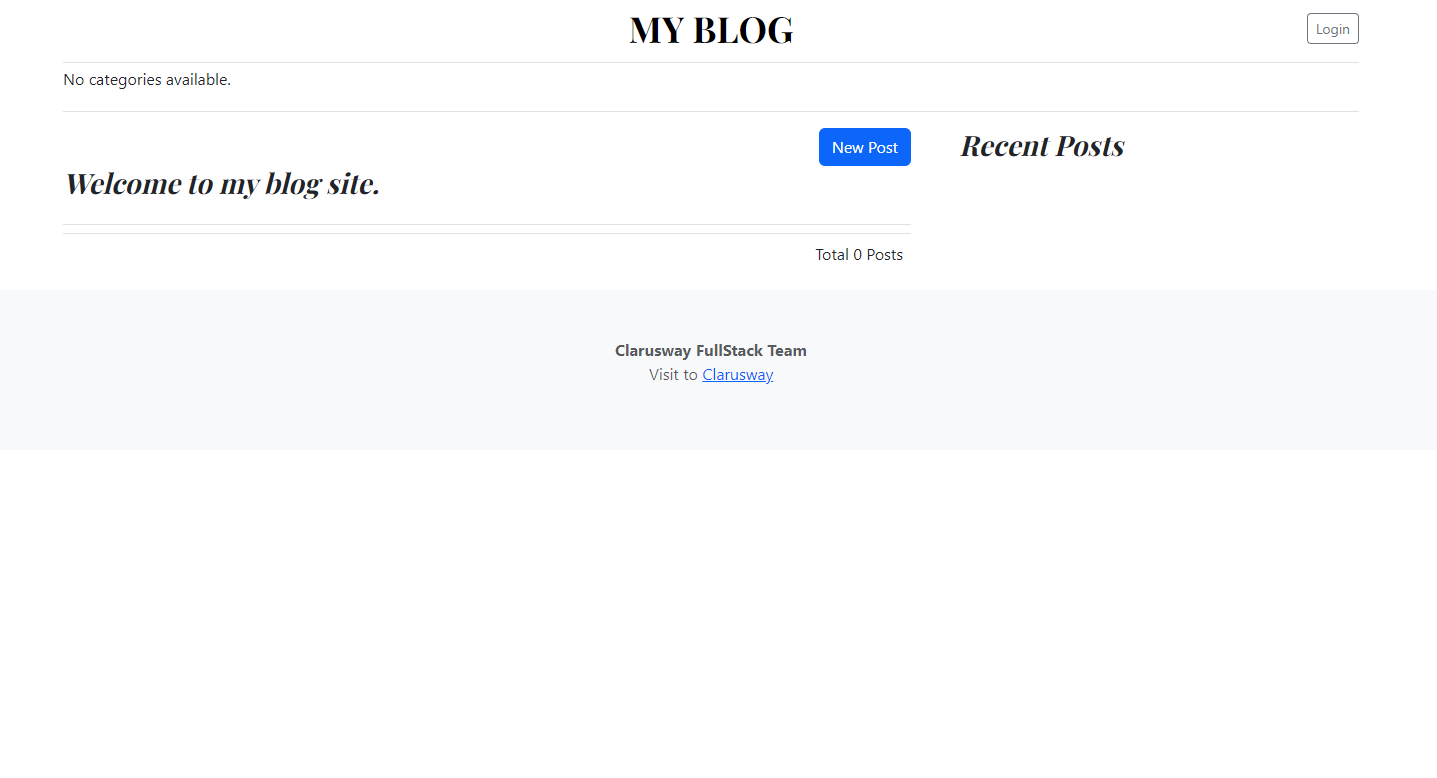 MY BLOG
Login
No categories available.
New Post
Welcome to my blog site.
Total 0 Posts
Recent Posts
Clarusway FullStack Team
Visit to Clarusway